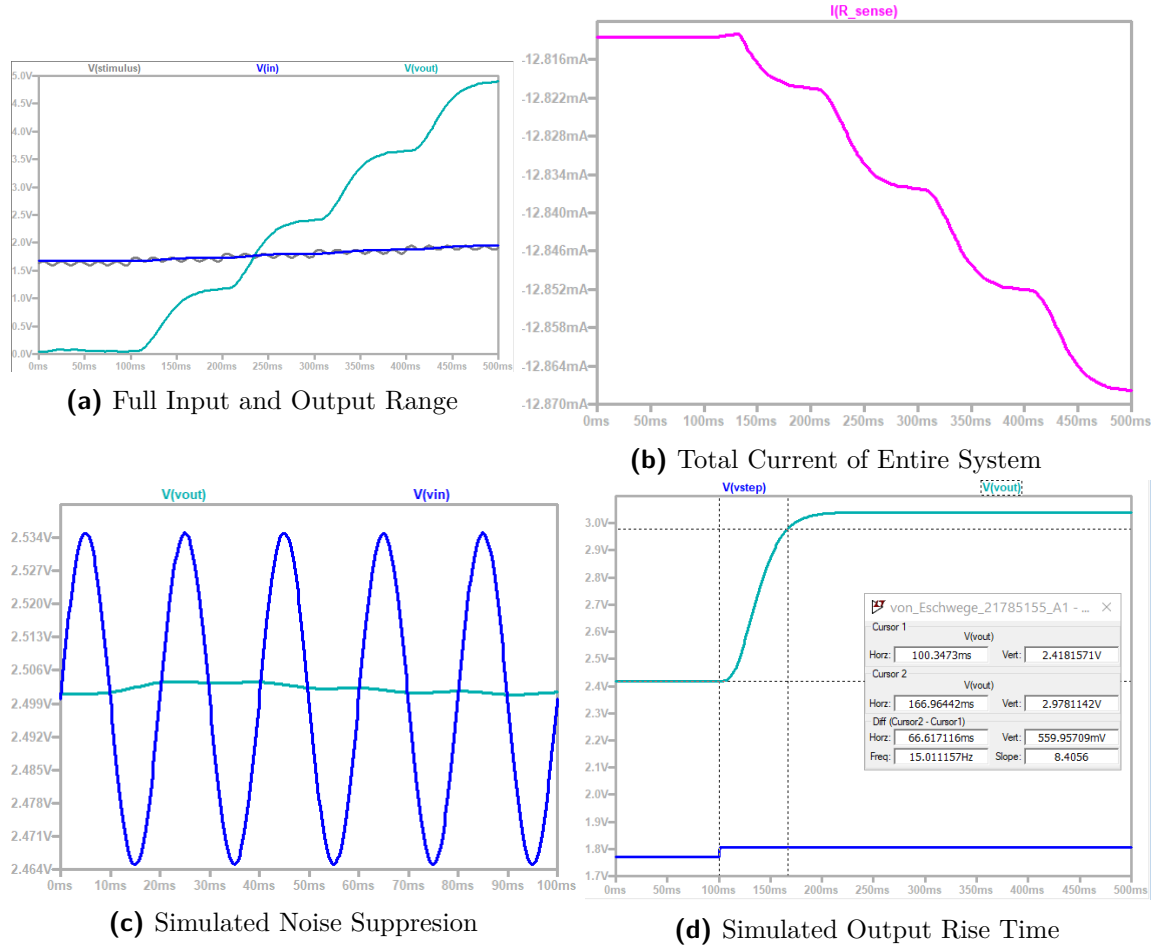 I(R_sense)
V(stimulus) V(in) V(vout)
5.0V
4.5V
4.0V
3.5V
3.0V
2.5V
2.0V
1.5V
1.0V
0.5V
0.0V
0ms 50ms 100ms 150ms 200ms 250ms 300ms 350ms 400ms 450ms 500ms
(a) Full Input and Output Range
-12.816mA
-12.822mA
-12.828mA
-12.834mA
-12.840mA
-12.846mA
-12.852mA
-12.858mA
-12.864mA
-12.870mA
0ms 50ms 100ms 150ms 200ms 250ms 300ms 350ms 400ms 450ms 500ms
(b) Total Current of Entire System
V(vout) V(vin)
2.534V
2.527V
2.520V
2.513V
2.506V
2.499V
2.492V
2.485V
2.478V
2.471V
2.464V
0ms 10ms 20ms 30ms 40ms 50ms 60ms 70ms 80ms 90ms 100ms
(c) Simulated Noise Suppresion
V(vstep) V(vout)
3.0V
2.9V
2.8V
2.7V
2.6V
2.5V
2.4V
2.3V
2.2V
2.1V
2.0V
1.9V
1.8V
1.7V
0ms 50ms 100ms 150ms 200ms 250ms 300ms 350ms 400ms 450ms 500ms
von_Eschwege_21785155_A1 - ...
Cursor 1
V(vout)
Horz: 100.3473ms Vert: 2.4181571V
Cursor 2
V(vout)
Horz: 166.96442ms Vert: 2.9781142V
Diff (Cursor2 - Cursor1)
Horz: 66.617116ms Vert: 559.95709mV
Freq: 15.011157Hz Slope: 8.4056
(d) Simulated Output Rise Time